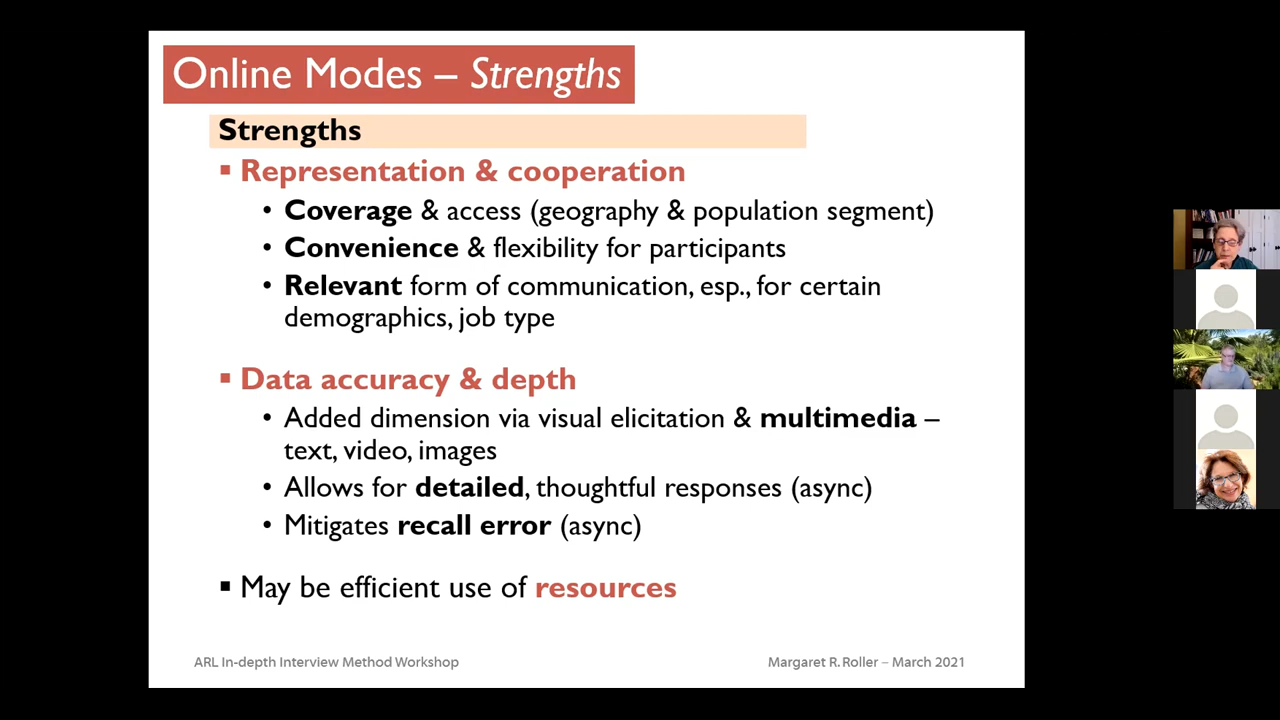 Online Modes – Strengths
Strengths
▪ Representation & cooperation
• Coverage & access (geography & population segment)
• Convenience & flexibility for participants
• Relevant form of communication, esp., for certain
demographics, job type
▪ Data accuracy & depth
• Added dimension via visual elicitation & multimedia –
text, video, images
• Allows for detailed, thoughtful responses (async)
• Mitigates recall error (async)
▪ May be efficient use of resources
ARL In-depth Interview Method Workshop
Margaret R. Roller – March 2021